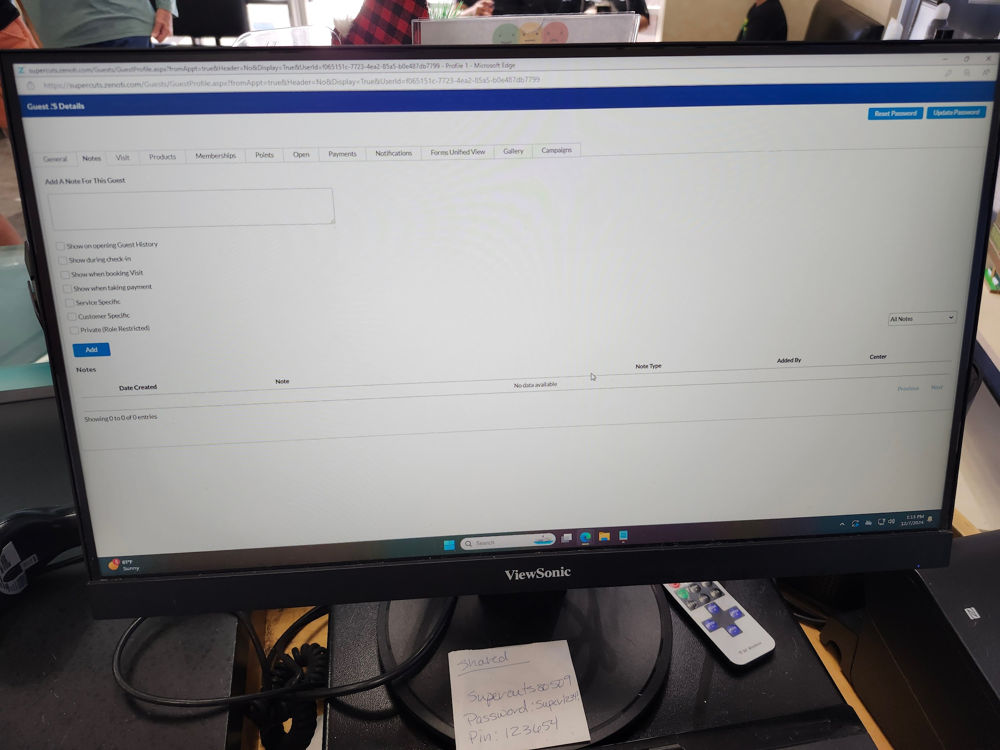 supercuts.zenoti.com/Guests/GuestProfile.aspx?fromAppt=true&Header=No&Display=True&UserId=f065151c-7723-4ea2-85a5-b0e487db7799 - Profile 1 - Microsoft Edge
https://supercuts.zenoti.com/Guests/GuestProfile.aspx?fromAppt=true&Header=No&Display=True&UserId=f065151c-7723-4ea2-85a5-b0e487db7799
Guest :'S Details
Reset Password Update Password
General Notes Visit Products Memberships Points Open Payments Notifications Forms Unified View Gallery Campaigns
Add A Note For This Guest
Show on opening Guest History
Show during check-in
Show when booking Visit
Show when taking payment
Service Specific
Customer Specific
Private (Role Restricted)
All Notes
Add
Notes
Date Created Note Note Type Added By Center
No data available
Showing 0 to 0 of 0 entries
Previous Next
5 61°F
Sunny
Search
1:15 PM
12/7/2024
ViewSonic
RF Wireless
Shared
Supercuts80509
Password: Super1234!
Pin: 123654